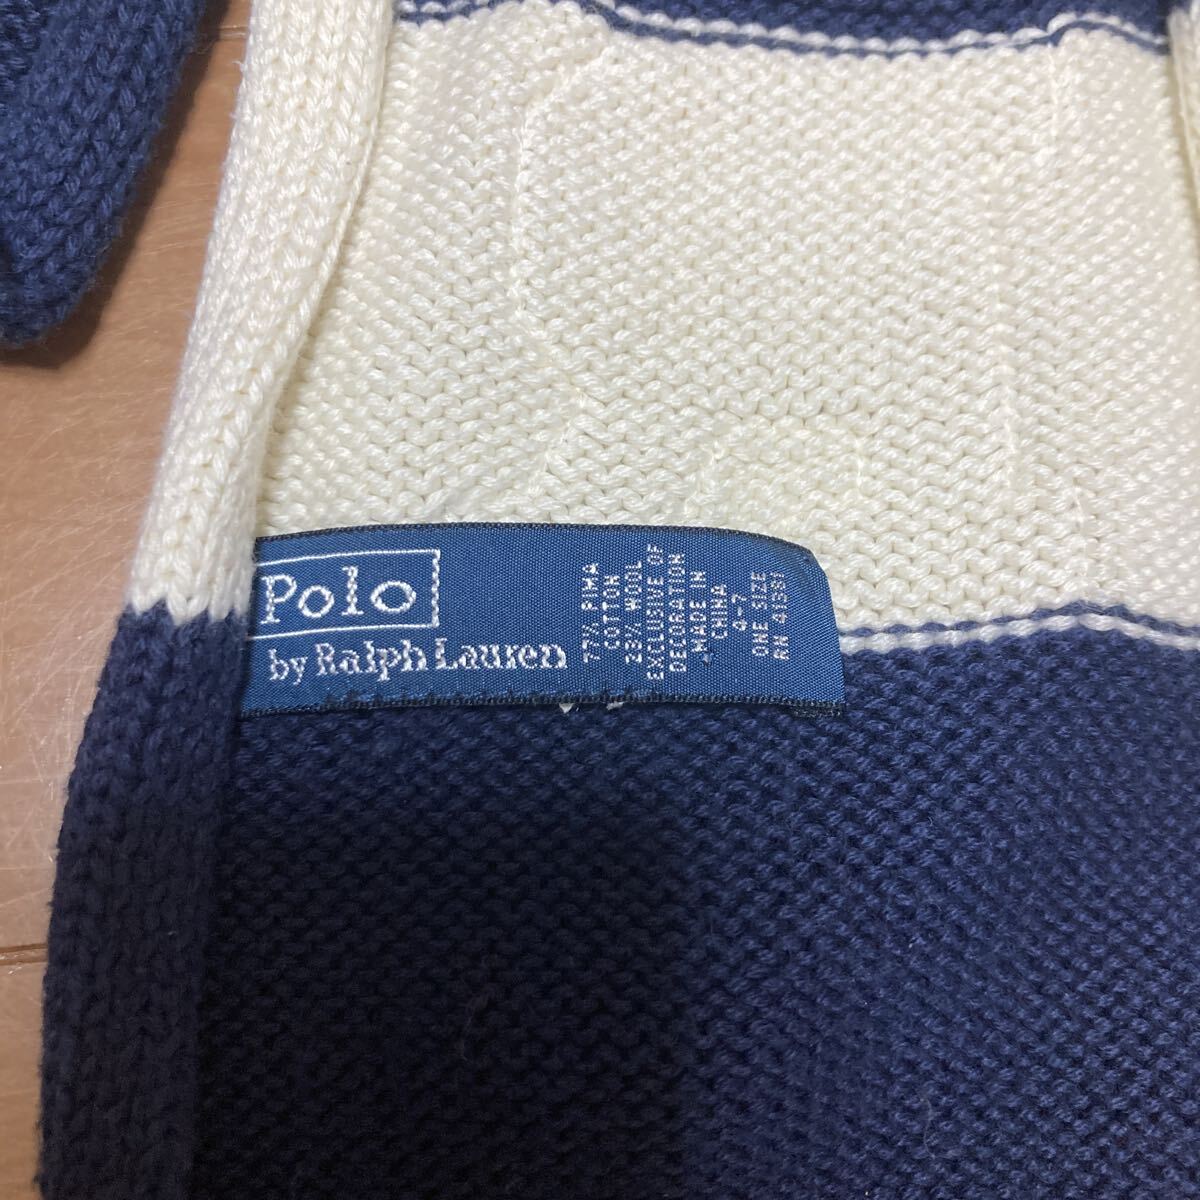 Polo
by Ralph Lauren
77% PIMA
COTTON
23% WOOL
EXCLUSIVE OF
DECORATION
MADE IN
CHINA
4-7
ONE SIZE
RN 41381